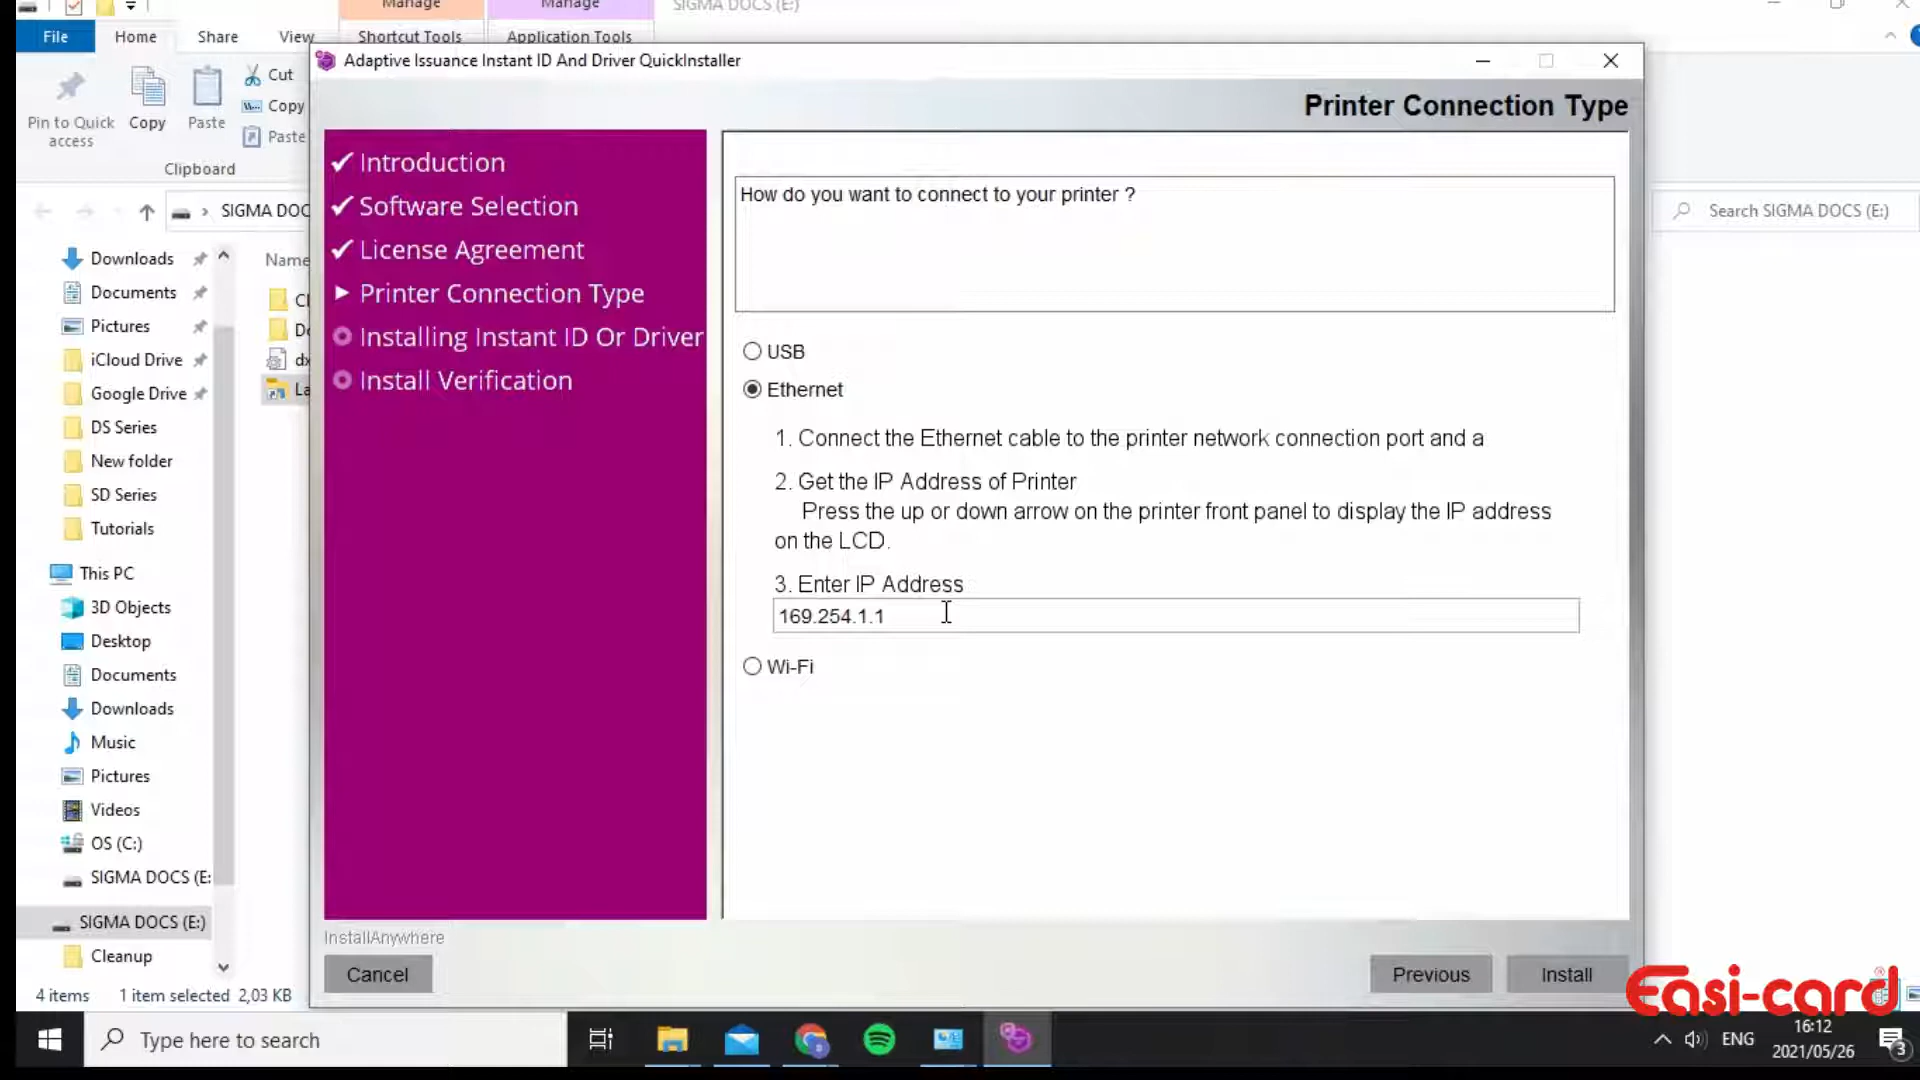 Manage
Manage
SIGMA DOCS (E:)
File
Home
Share
View
Shortcut Tools
Application Tools
Adaptive Issuance Instant ID And Driver QuickInstaller
Pin to Quick
access
Copy
Paste
Cut
Copy
Paste
Clipboard
SIGMA DOC
Search SIGMA DOCS (E:)
Name
Downloads
Documents
Pictures
iCloud Drive
Google Drive
DS Series
New folder
SD Series
Tutorials
This PC
3D Objects
Desktop
Documents
Downloads
Music
Pictures
Videos
OS (C:)
SIGMA DOCS (E:
SIGMA DOCS (E:)
Cleanup
4 items
1 item selected 2,03 KB
Printer Connection Type
Introduction
Software Selection
License Agreement
Printer Connection Type
Installing Instant ID Or Driver
Install Verification
How do you want to connect to your printer ?
USB
Ethernet
1. Connect the Ethernet cable to the printer network connection port and a
2. Get the IP Address of Printer
Press the up or down arrow on the printer front panel to display the IP address
on the LCD.
3. Enter IP Address
169.254.1.1
Wi-Fi
InstallAnywhere
Cancel
Previous
Install
Easi-card
Type here to search
ENG
16:12
2021/05/26
3